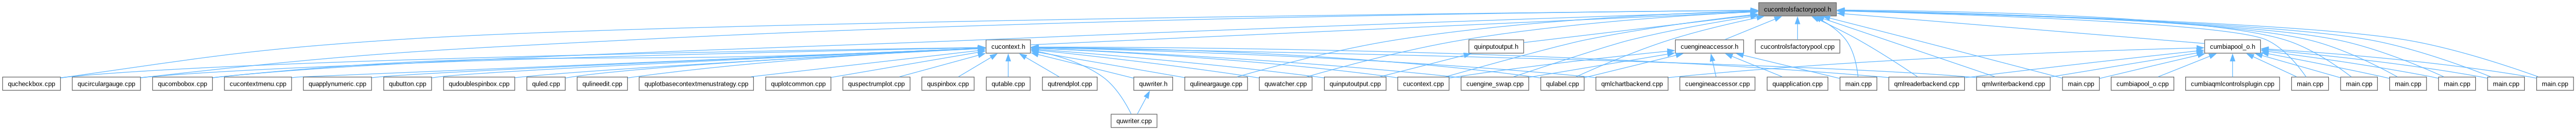 cucontrolsfactorypool.h
cucontext.h
quinputoutput.h
cuengineaccessor.h
cucontrolsfactorypool.cpp
cumbiapool_o.h
qucheckbox.cpp
qucirculargauge.cpp
qucombobox.cpp
cucontextmenu.cpp
quapplynumeric.cpp
qubutton.cpp
qudoublespinbox.cpp
quled.cpp
qulineedit.cpp
quplotbasecontextmenustrategy.cpp
quplotcommon.cpp
quspectrumplot.cpp
quspinbox.cpp
qutable.cpp
qutrendplot.cpp
quwriter.h
qulineargauge.cpp
quwatcher.cpp
quinputoutput.cpp
cucontext.cpp
cuengine_swap.cpp
qulabel.cpp
qmlchartbackend.cpp
cuengineaccessor.cpp
quapplication.cpp
main.cpp
qmlreaderbackend.cpp
qmlwriterbackend.cpp
main.cpp
cumbiapool_o.cpp
cumbiaqmlcontrolsplugin.cpp
main.cpp
main.cpp
main.cpp
main.cpp
main.cpp
main.cpp
quwriter.cpp